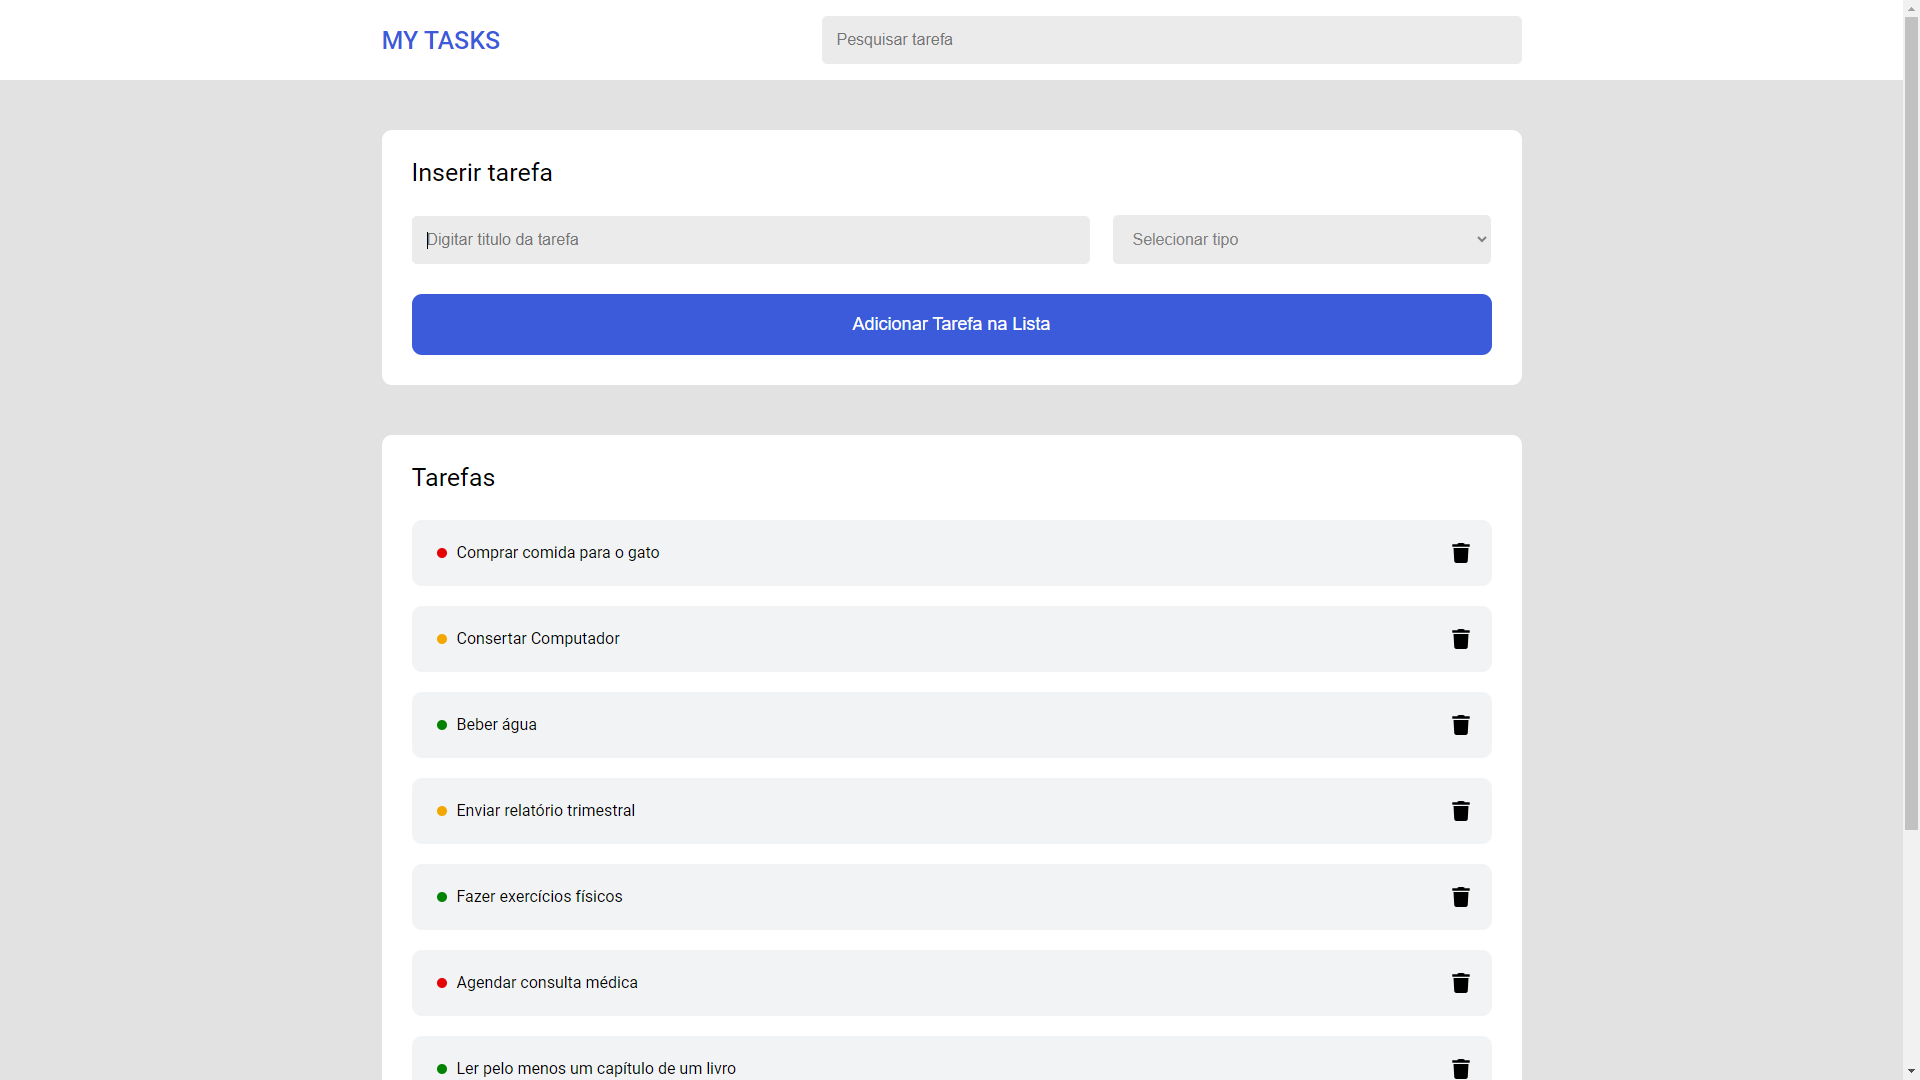 MY TASKS
Pesquisar tarefa
Inserir tarefa
Digitar titulo da tarefa
Selecionar tipo
Adicionar Tarefa na Lista
Tarefas
Comprar comida para o gato
Consertar Computador
Beber água
Enviar relatório trimestral
Fazer exercícios físicos
Agendar consulta médica
Ler pelo menos um capítulo de um livro